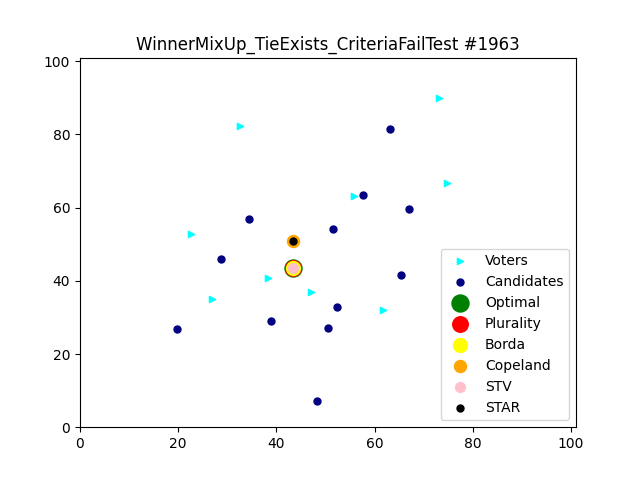 WinnerMixUp_TieExists_CriteriaFailTest #1963
100
80
60
40
20
0
0 20 40 60 80 100
Voters
Candidates
Optimal
Plurality
Borda
Copeland
STV
STAR